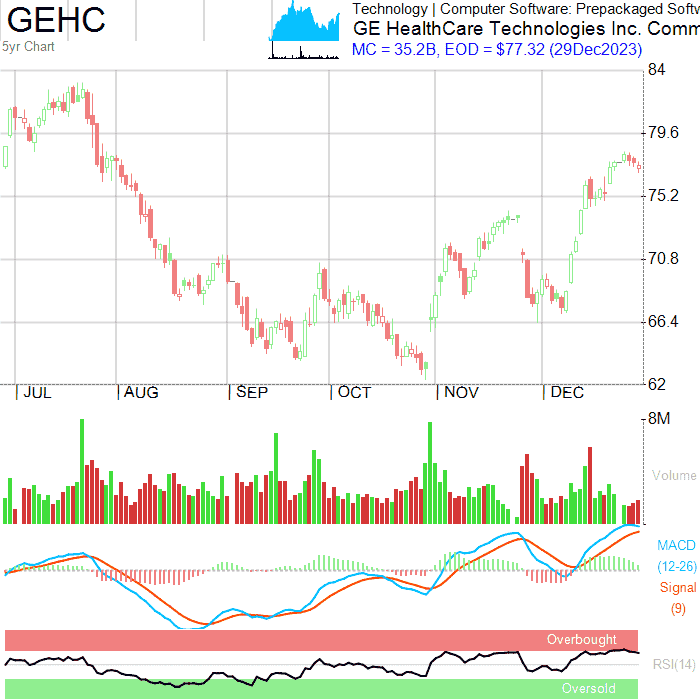 GEHC
5yr Chart
Technology | Computer Software: Prepackaged Softw
GE HealthCare Technologies Inc. Comm
MC = 35.2B, EOD = $77.32 (29Dec2023)
84
79.6
75.2
70.8
66.4
62
JUL AUG SEP OCT NOV DEC
8M
Volume
MACD
(12-26)
Signal
(9)
Overbought
RSI(14)
Oversold